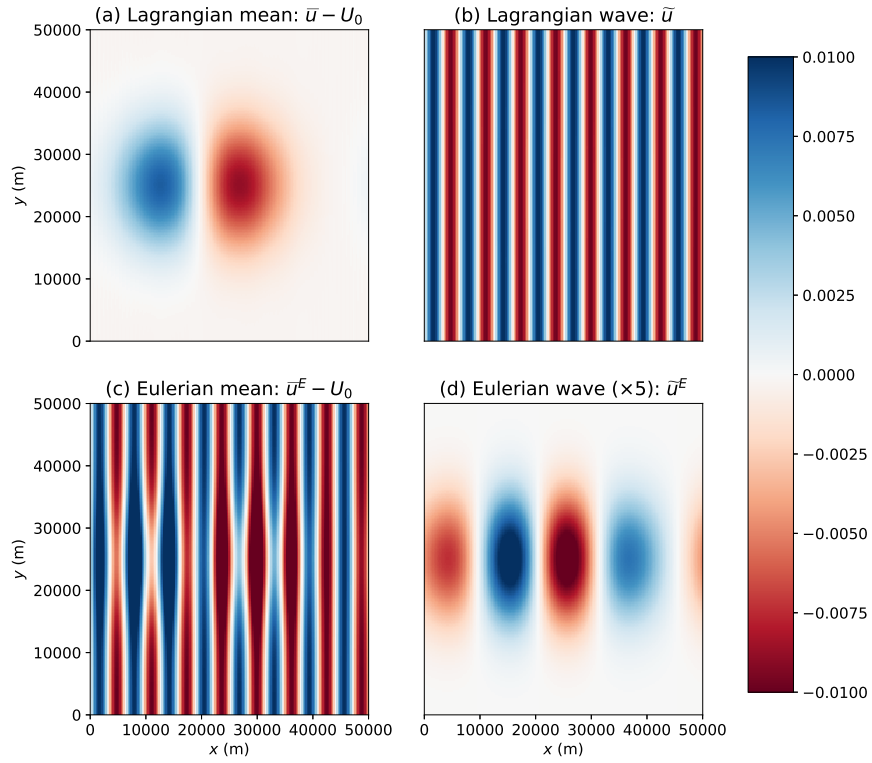 (a) Lagrangian mean: u̅ − U₀
(b) Lagrangian wave: ũ
50000
40000
30000
20000
10000
0
y (m)
(c) Eulerian mean: u̅ᴱ − U₀
(d) Eulerian wave (×5): ũᴱ
50000
40000
30000
20000
10000
0
y (m)
0 10000 20000 30000 40000 50000
x (m)
0 10000 20000 30000 40000 50000
x (m)
0.0100
0.0075
0.0050
0.0025
0.0000
−0.0025
−0.0050
−0.0075
−0.0100